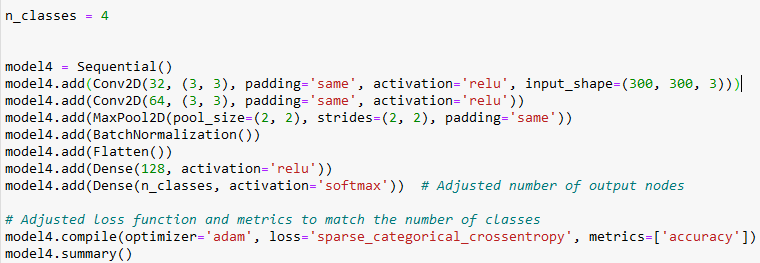 n_classes = 4
model4 = Sequential()
model4.add(Conv2D(32, (3, 3), padding='same', activation='relu', input_shape=(300, 300, 3)))
model4.add(Conv2D(64, (3, 3), padding='same', activation='relu'))
model4.add(MaxPool2D(pool_size=(2, 2), strides=(2, 2), padding='same'))
model4.add(BatchNormalization())
model4.add(Flatten())
model4.add(Dense(128, activation='relu'))
model4.add(Dense(n_classes, activation='softmax'))  # Adjusted number of output nodes
# Adjusted loss function and metrics to match the number of classes
model4.compile(optimizer='adam', loss='sparse_categorical_crossentropy', metrics=['accuracy'])
model4.summary()